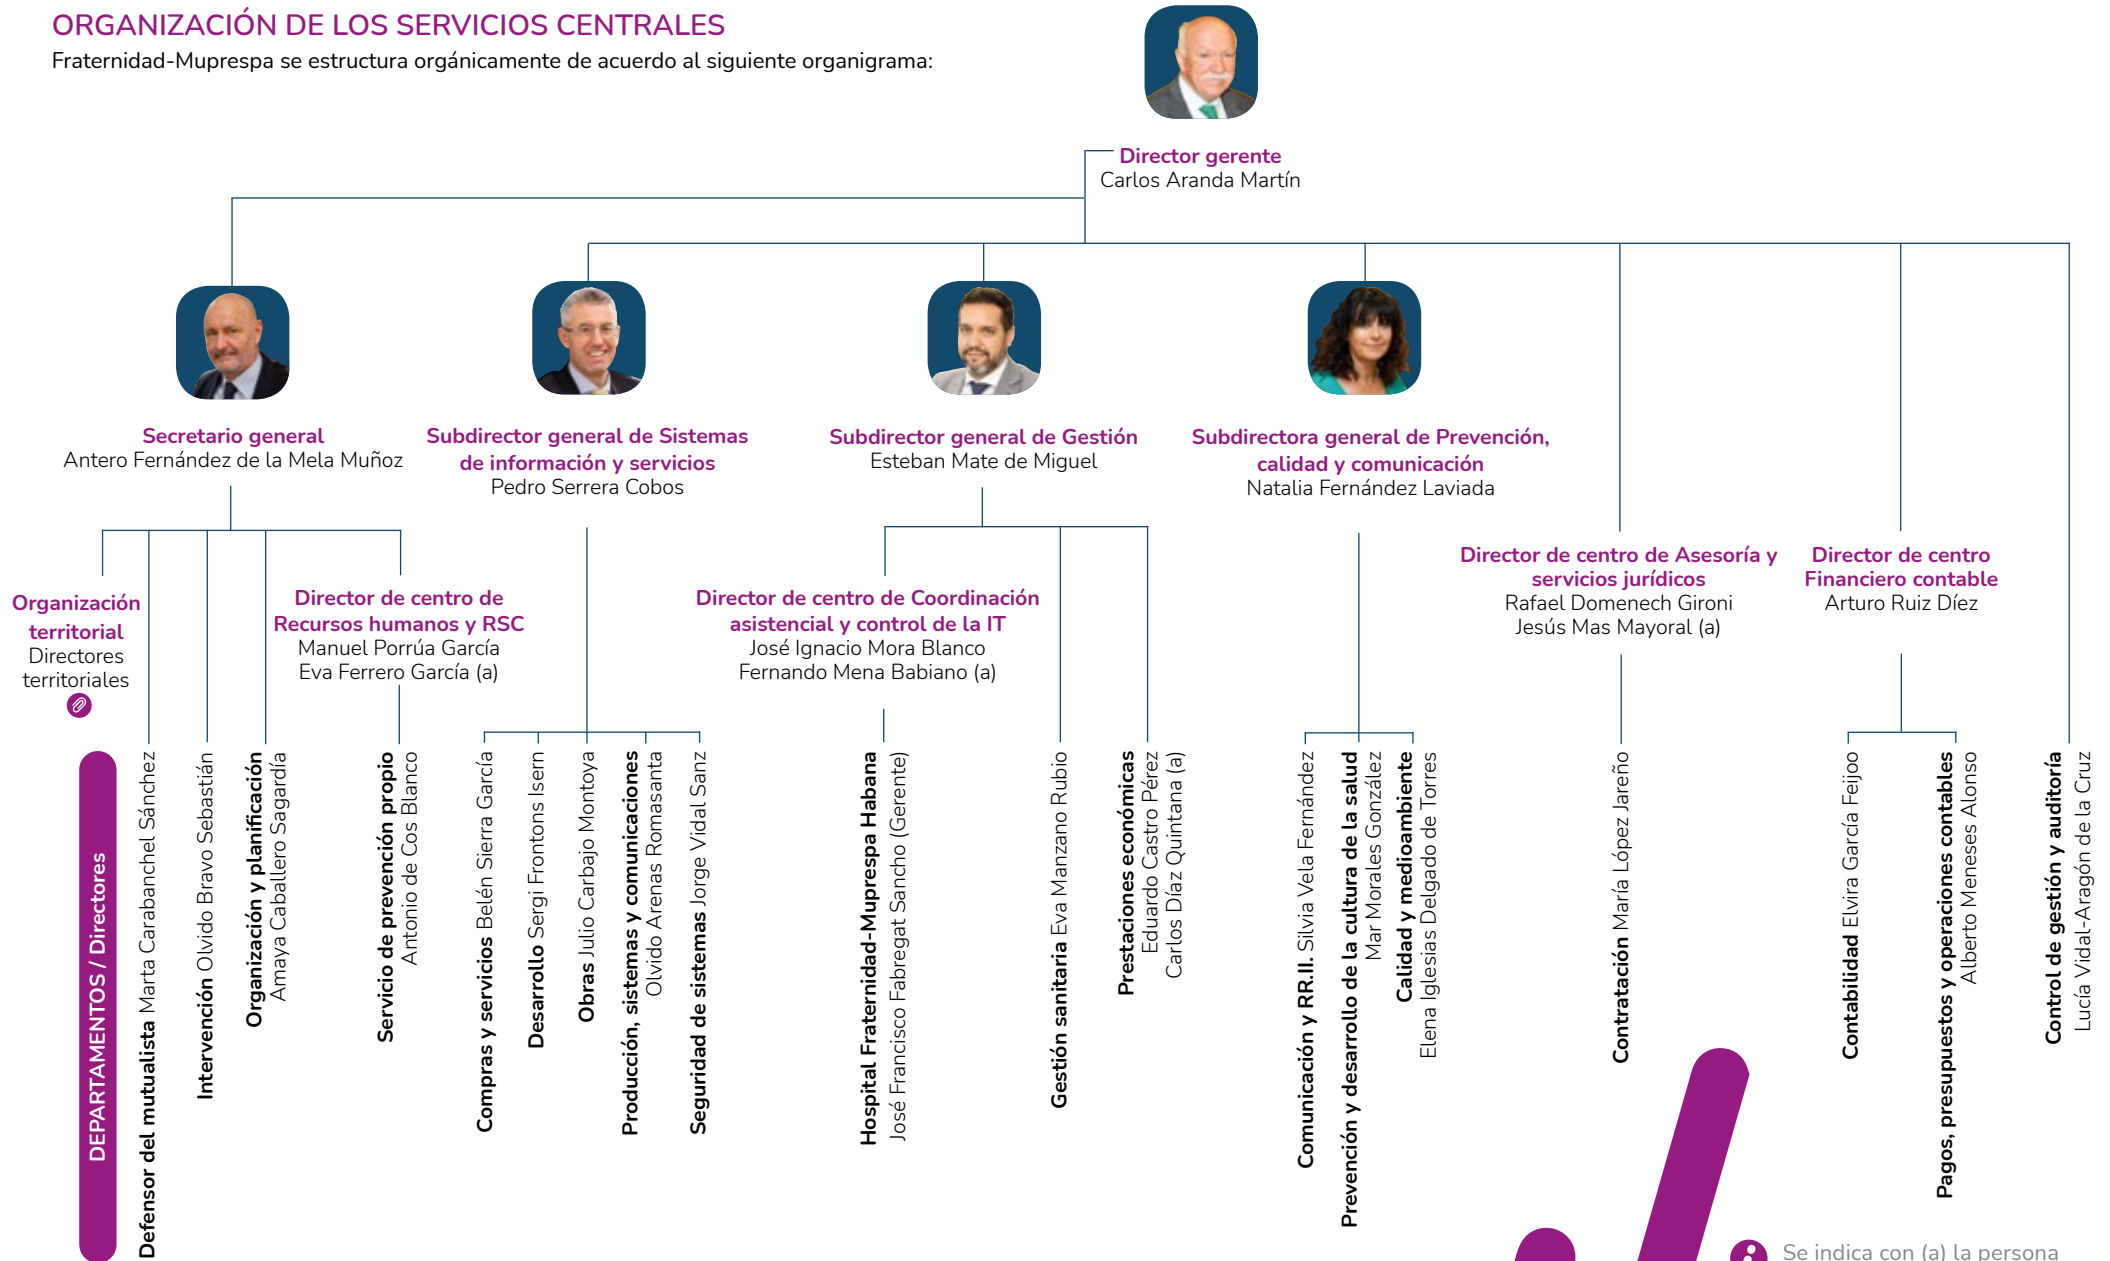 ORGANIZACIÓN DE LOS SERVICIOS CENTRALES
Fraternidad-Muprespa se estructura orgánicamente de acuerdo al siguiente organigrama:
Director gerente
Carlos Aranda Martín
Secretario general
Antero Fernández de la Mela Muñoz
Subdirector general de Sistemas
de información y servicios
Pedro Serrera Cobos
Subdirector general de Gestión
Esteban Mate de Miguel
Subdirectora general de Prevención,
calidad y comunicación
Natalia Fernández Laviada
Organización
territorial
Directores
territoriales
Director de centro de
Recursos humanos y RSC
Manuel Porrúa García
Eva Ferrero García (a)
Director de centro de Coordinación
asistencial y control de la IT
José Ignacio Mora Blanco
Fernando Mena Babiano (a)
Director de centro de Asesoría y
servicios jurídicos
Rafael Domenech Gironi
Jesús Mas Mayoral (a)
Director de centro
Financiero contable
Arturo Ruiz Díez
DEPARTAMENTOS / Directores
Defensor del mutualista Marta Carabanchel Sánchez
Intervención Olvido Bravo Sebastián
Organización y planificación
Amaya Caballero Sagardía
Servicio de prevención propio
Antonio de Cos Blanco
Compras y servicios Belén Sierra García
Desarrollo Sergi Frontons Isern
Obras Julio Carbajo Montoya
Producción, sistemas y comunicaciones
Olvido Arenas Romasanta
Seguridad de sistemas Jorge Vidal Sanz
Hospital Fraternidad-Muprespa Habana
José Francisco Fabregat Sancho (Gerente)
Gestión sanitaria Eva Manzano Rubio
Prestaciones económicas
Eduardo Castro Pérez
Carlos Díaz Quintana (a)
Comunicación y RR.II. Silvia Vela Fernández
Prevención y desarrollo de la cultura de la salud
Mar Morales González
Calidad y medioambiente
Elena Iglesias Delgado de Torres
Contratación María López Jareño
Contabilidad Elvira García Feijoo
Pagos, presupuestos y operaciones contables
Alberto Meneses Alonso
Control de gestión y auditoría
Lucía Vidal-Aragón de la Cruz
Se indica con (a) la persona